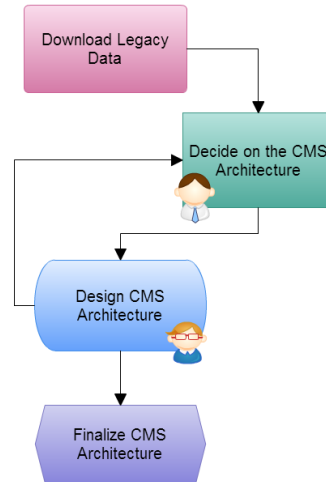 Download Legacy
Data
Decide on the CMS
Architecture
Design CMS
Architecture
Finalize CMS
Architecture